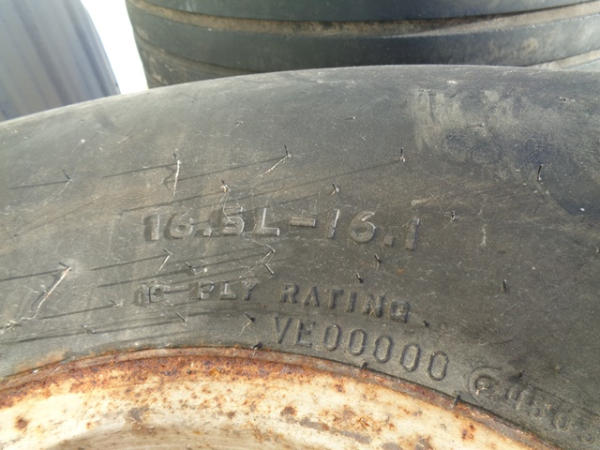 16.5L-16.1
PLY RATING
VE00000